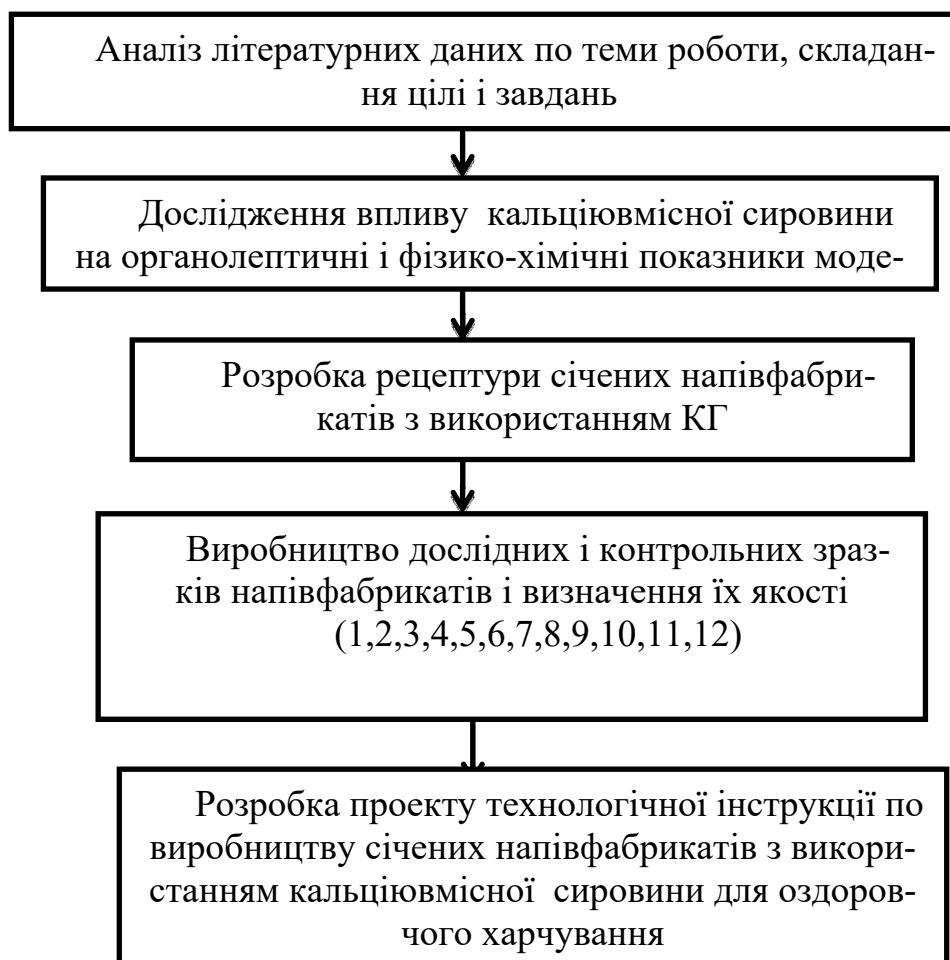 Аналіз літературних даних по теми роботи, складан-
ня цілі і завдань
Дослідження впливу кальціювмісної сировини
на органолептичні і фізико-хімічні показники моде-
Розробка рецептури січених напівфабри-
катів з використанням КГ
Виробництво дослідних і контрольних зраз-
ків напівфабрикатів і визначення їх якості
(1,2,3,4,5,6,7,8,9,10,11,12)
Розробка проекту технологічної інструкції по
виробництву січених напівфабрикатів з викори-
станням кальціювмісної сировини для оздоров-
чого харчування